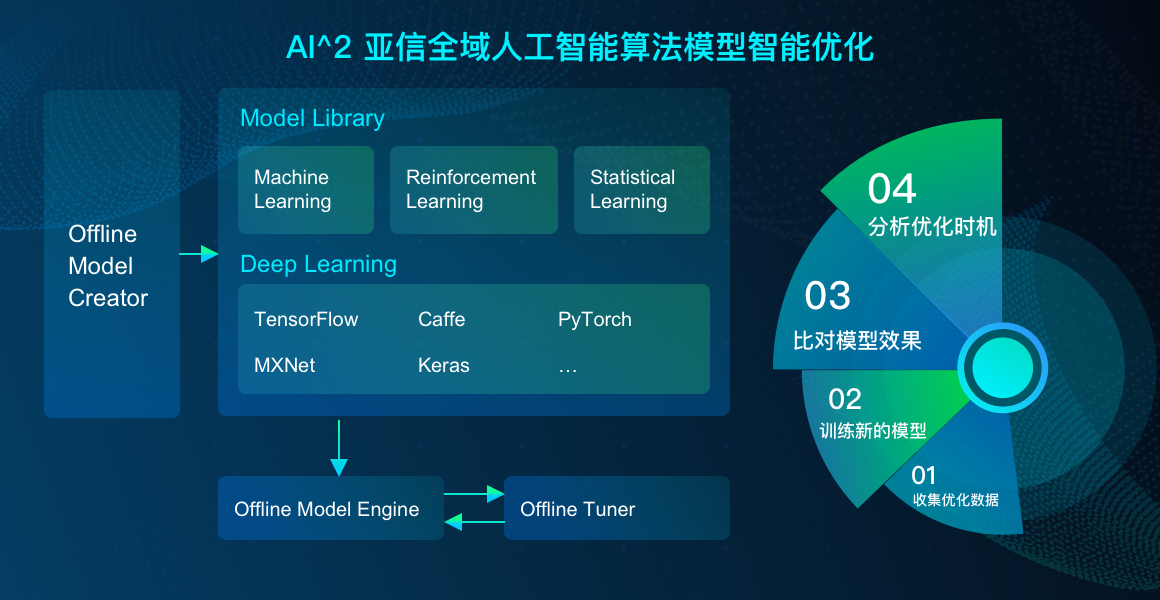 AI^2 亚信全域人工智能算法模型智能优化
Offline
Model
Creator
Model Library
Machine
Learning
Reinforcement
Learning
Statistical
Learning
Deep Learning
TensorFlow
Caffe
PyTorch
MXNet
Keras
…
Offline Model Engine
Offline Tuner
04
分析优化时机
03
比对模型效果
02
训练新的模型
01
收集优化数据